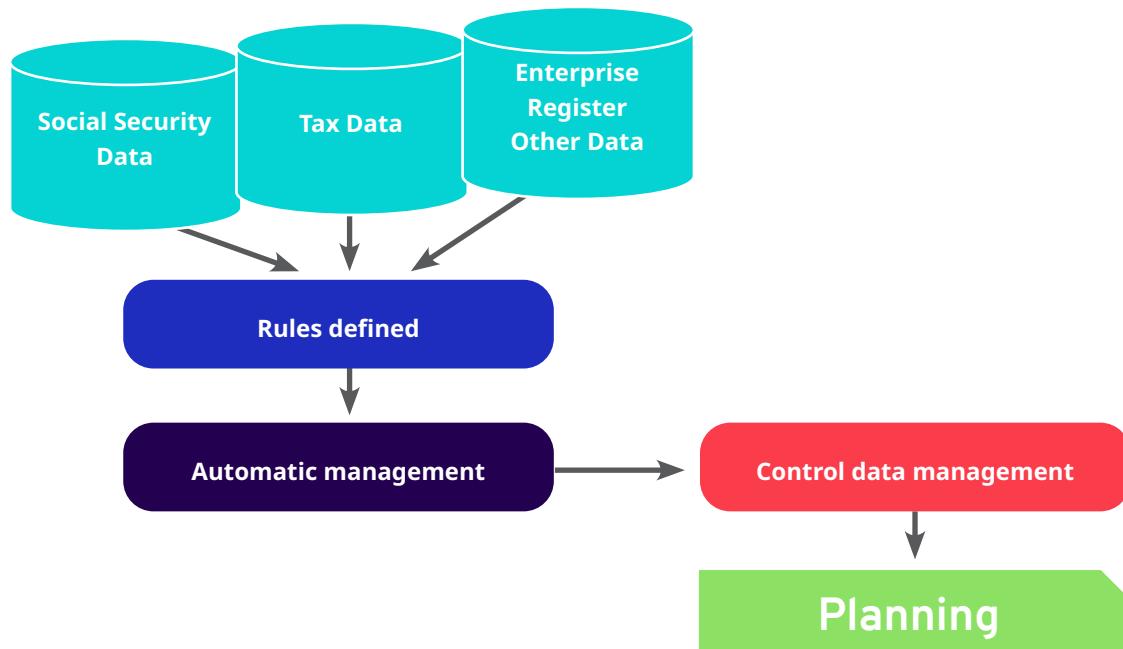 Social Security
Data
Tax Data
Enterprise
Register
Other Data
Rules defined
Automatic management
Control data management
Planning